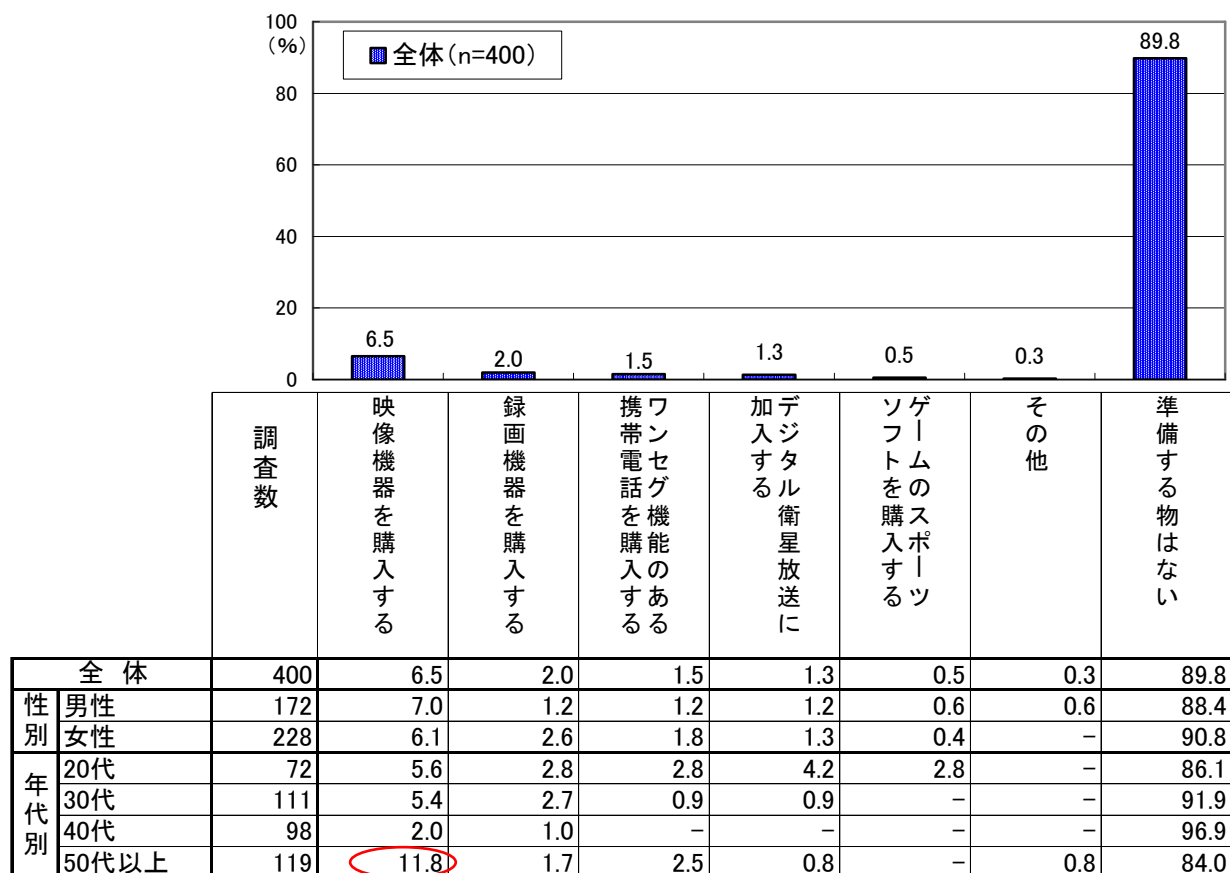 100
(%)
全体(n=400)
80
60
40
20
0
6.5
2.0
1.5
1.3
0.5
0.3
89.8
調査数
映像機器を購入する
録画機器を購入する
ワンセグ機能のある
携帯電話を購入する
デジタル衛星放送に
加入する
ゲームのスポーツ
ソフトを購入する
その他
準備する物はない
全 体 400 6.5 2.0 1.5 1.3 0.5 0.3 89.8
性別
男性 172 7.0 1.2 1.2 1.2 0.6 0.6 88.4
女性 228 6.1 2.6 1.8 1.3 0.4 − 90.8
年代別
20代 72 5.6 2.8 2.8 4.2 2.8 − 86.1
30代 111 5.4 2.7 0.9 0.9 − − 91.9
40代 98 2.0 1.0 − − − − 96.9
50代以上 119 11.8 1.7 2.5 0.8 − 0.8 84.0